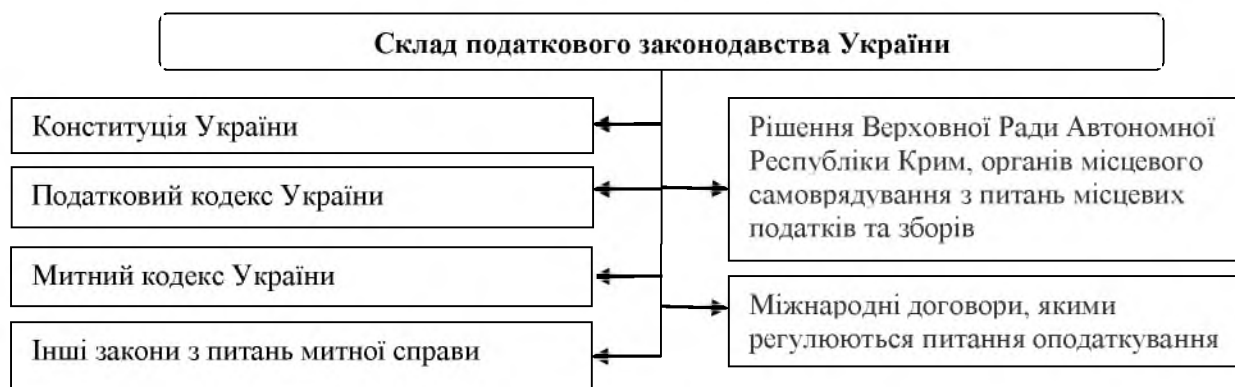 Склад податкового законодавства України
Конституція України
Податковий кодекс України
Митний кодекс України
Інші закони з питань митної справи
Рішення Верховної Ради Автономної
Республіки Крим, органів місцевого
самоврядування з питань місцевих
податків та зборів
Міжнародні договори, якими
регулюються питання оподаткування